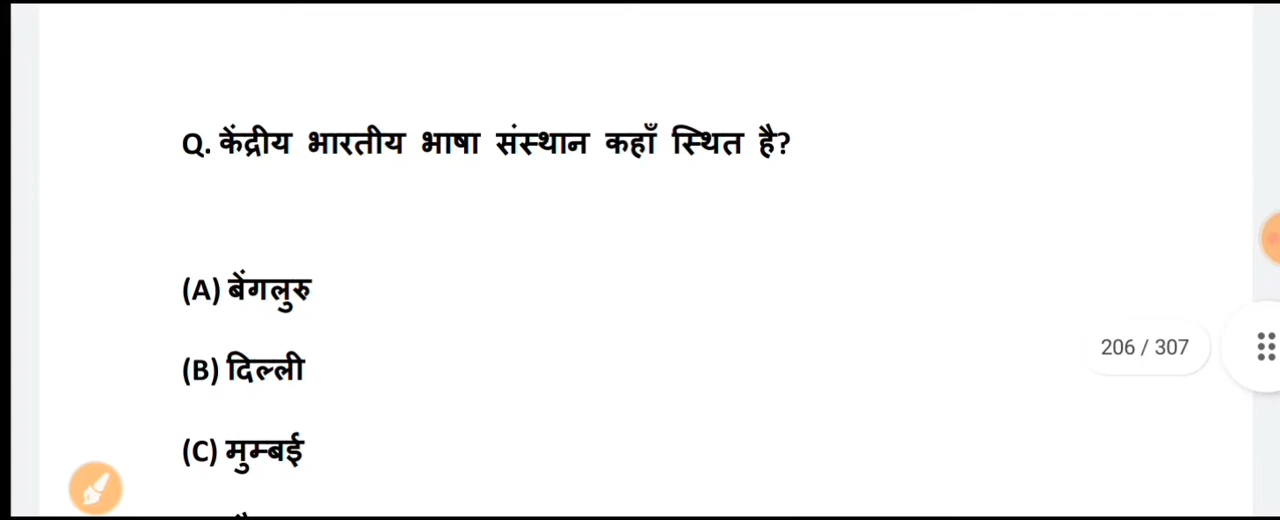 Q. केंद्रीय भारतीय भाषा संस्थान कहाँ स्थित है?
(A) बेंगलुरु
(B) दिल्ली
206 / 307
(C) मुम्बई